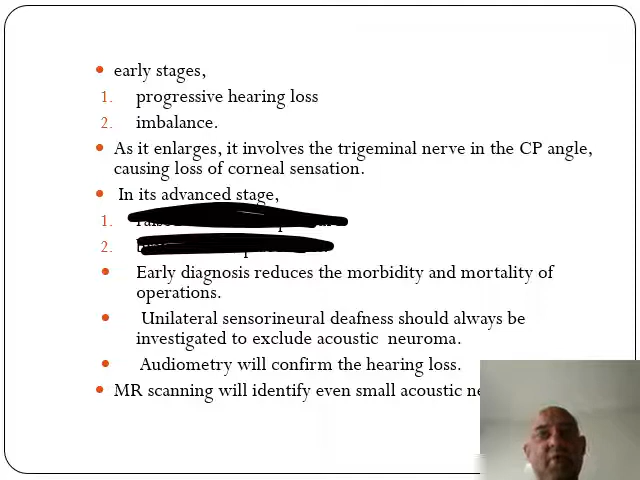 early stages,
1. progressive hearing loss
2. imbalance.
As it enlarges, it involves the trigeminal nerve in the CP angle,
causing loss of corneal sensation.
In its advanced stage,
1.
2.
Early diagnosis reduces the morbidity and mortality of
operations.
Unilateral sensorineural deafness should always be
investigated to exclude acoustic neuroma.
Audiometry will confirm the hearing loss.
MR scanning will identify even small acoustic